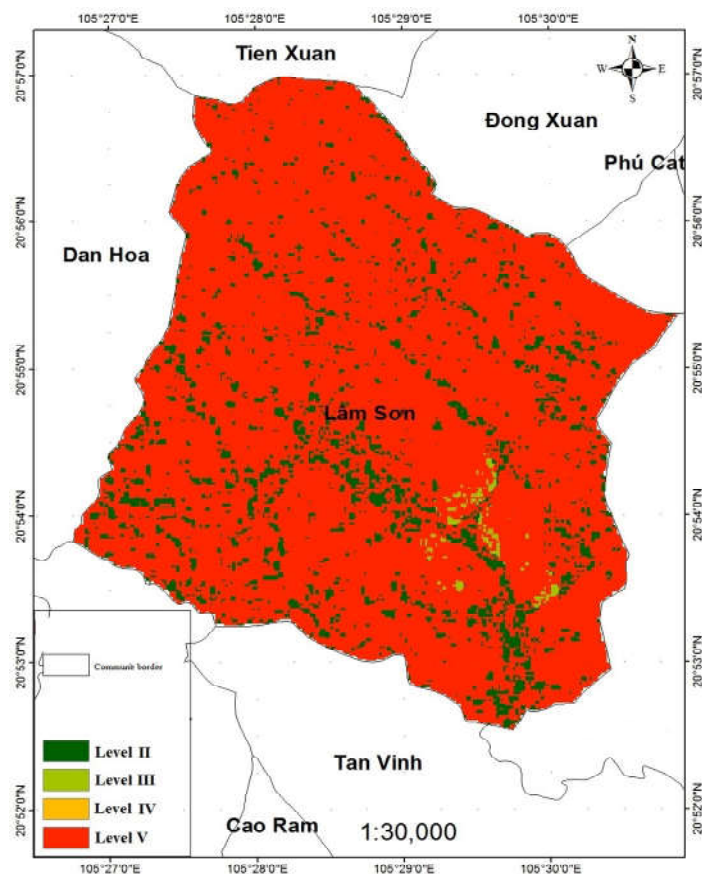 105°27'0"E 105°28'0"E 105°29'0"E 105°30'0"E
Tien Xuan
N
W E
S
20°57'0"N 20°57'0"N
Đong Xuan
Phú Cat
20°56'0"N 20°56'0"N
Dan Hoa
20°55'0"N 20°55'0"N
Lâm Sơn
20°54'0"N 20°54'0"N
20°53'0"N 20°53'0"N
Communie border
Level II
Level III
Level IV
Level V
Tan Vinh
20°52'0"N 20°52'0"N
Cao Ram
1:30,000
105°27'0"E 105°28'0"E 105°29'0"E 105°30'0"E